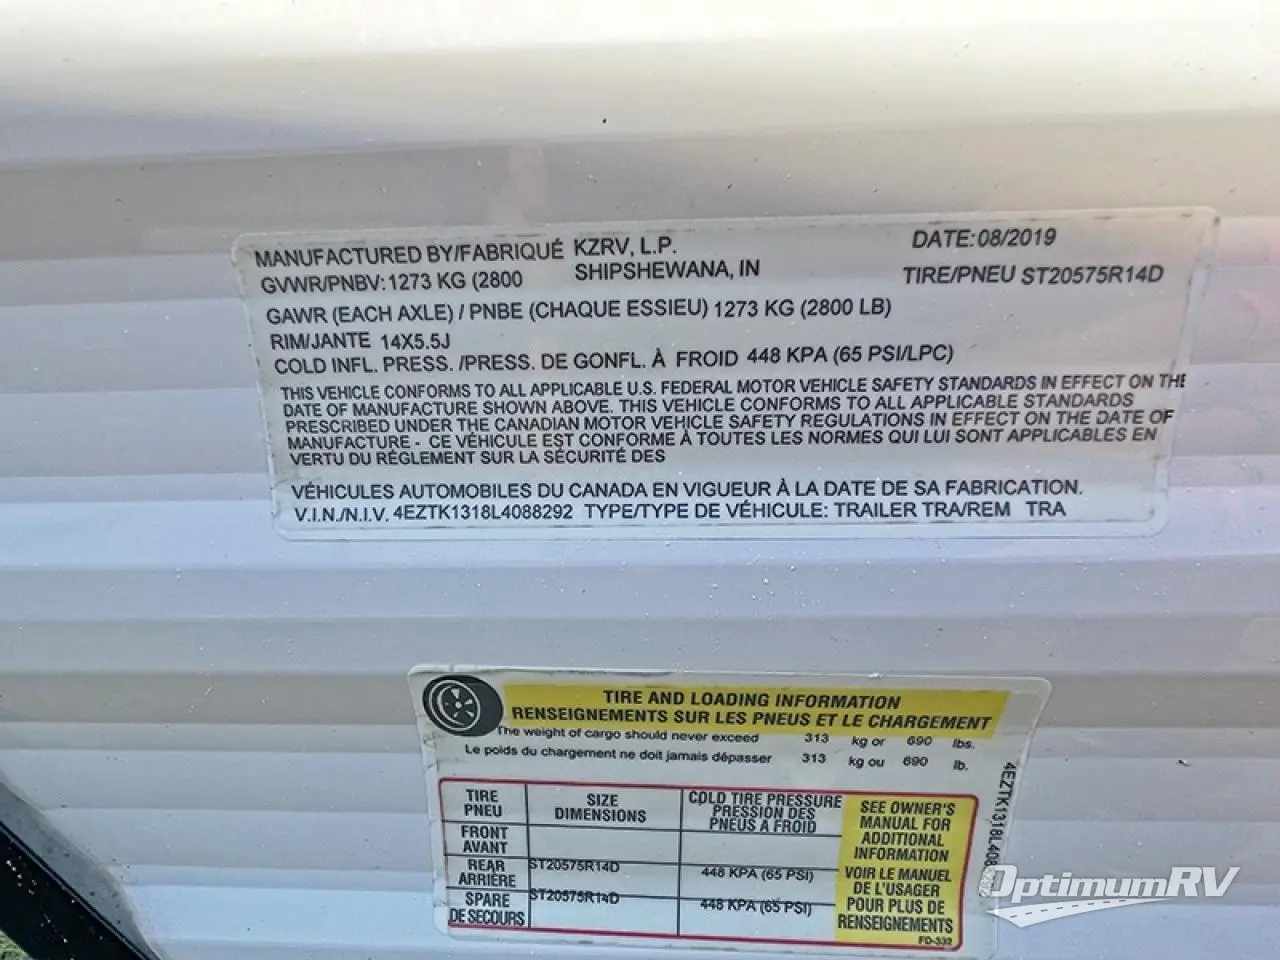 MANUFACTURED BY/FABRIQUÉ KZRV, L.P. DATE: 08/2019
GVWR/PNBV: 1273 KG (2800 SHIPSHEWANA, IN TIRE/PNEU ST20575R14D
GAWR (EACH AXLE) / PNBE (CHAQUE ESSIEU) 1273 KG (2800 LB)
RIM/JANTE 14X5.5J
COLD INFL. PRESS. /PRESS. DE GONFL. À FROID 448 KPA (65 PSI/LPC)
THIS VEHICLE CONFORMS TO ALL APPLICABLE U.S. FEDERAL MOTOR VEHICLE SAFETY STANDARDS IN EFFECT ON THE
DATE OF MANUFACTURE SHOWN ABOVE. THIS VEHICLE CONFORMS TO ALL APPLICABLE STANDARDS
PRESCRIBED UNDER THE CANADIAN MOTOR VEHICLE SAFETY REGULATIONS IN EFFECT ON THE DATE OF
MANUFACTURE - CE VÉHICULE EST CONFORME À TOUTES LES NORMES QUI LUI SONT APPLICABLES EN
VERTU DU RÉGLEMENT SUR LA SÉCURITÉ DES
VÉHICULES AUTOMOBILES DU CANADA EN VIGUEUR À LA DATE DE SA FABRICATION.
V.I.N./N.I.V. 4EZTK1318L4088292 TYPE/TYPE DE VÉHICULE: TRAILER TRA/REM TRA
TIRE AND LOADING INFORMATION
RENSEIGNEMENTS SUR LES PNEUS ET LE CHARGEMENT
The weight of cargo should never exceed 313 kg or 690 lbs.
Le poids du chargement ne doit jamais dépasser 313 kg ou 690 lb.
TIRE
PNEU
SIZE
DIMENSIONS
COLD TIRE PRESSURE
PRESSION DES
PNEUS A FROID
FRONT
AVANT
REAR
ARRIÈRE
ST20575R14D
448 KPA (65 PSI)
SPARE
DE SECOURS
ST20575R14D
448 KPA (65 PSI)
SEE OWNER'S
MANUAL FOR
ADDITIONAL
INFORMATION
VOIR LE MANUEL
DE L'USAGER
POUR PLUS DE
RENSEIGNEMENTS
FD-332
4EZTK1318L4088292
OptimumRV